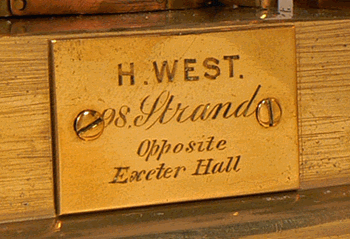 H. WEST.
98, Strand
Opposite
Exeter Hall